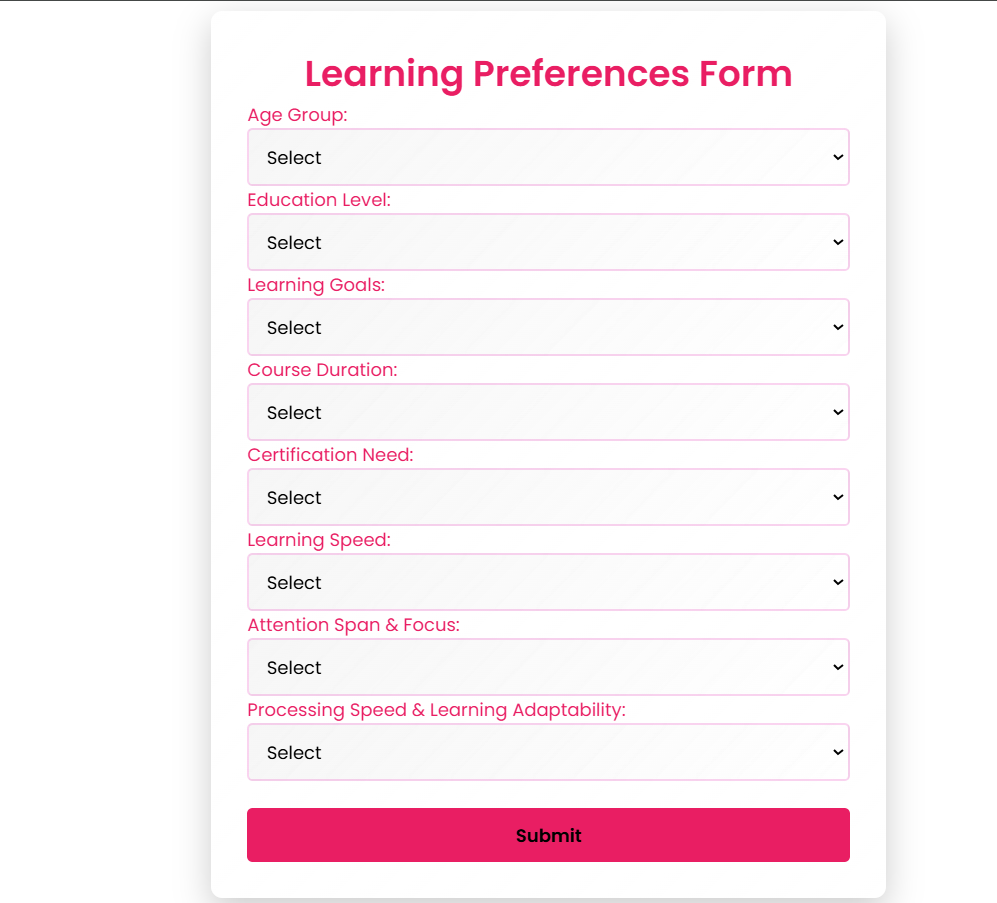 Learning Preferences Form
Age Group:
Select
Education Level:
Select
Learning Goals:
Select
Course Duration:
Select
Certification Need:
Select
Learning Speed:
Select
Attention Span & Focus:
Select
Processing Speed & Learning Adaptability:
Select
Submit